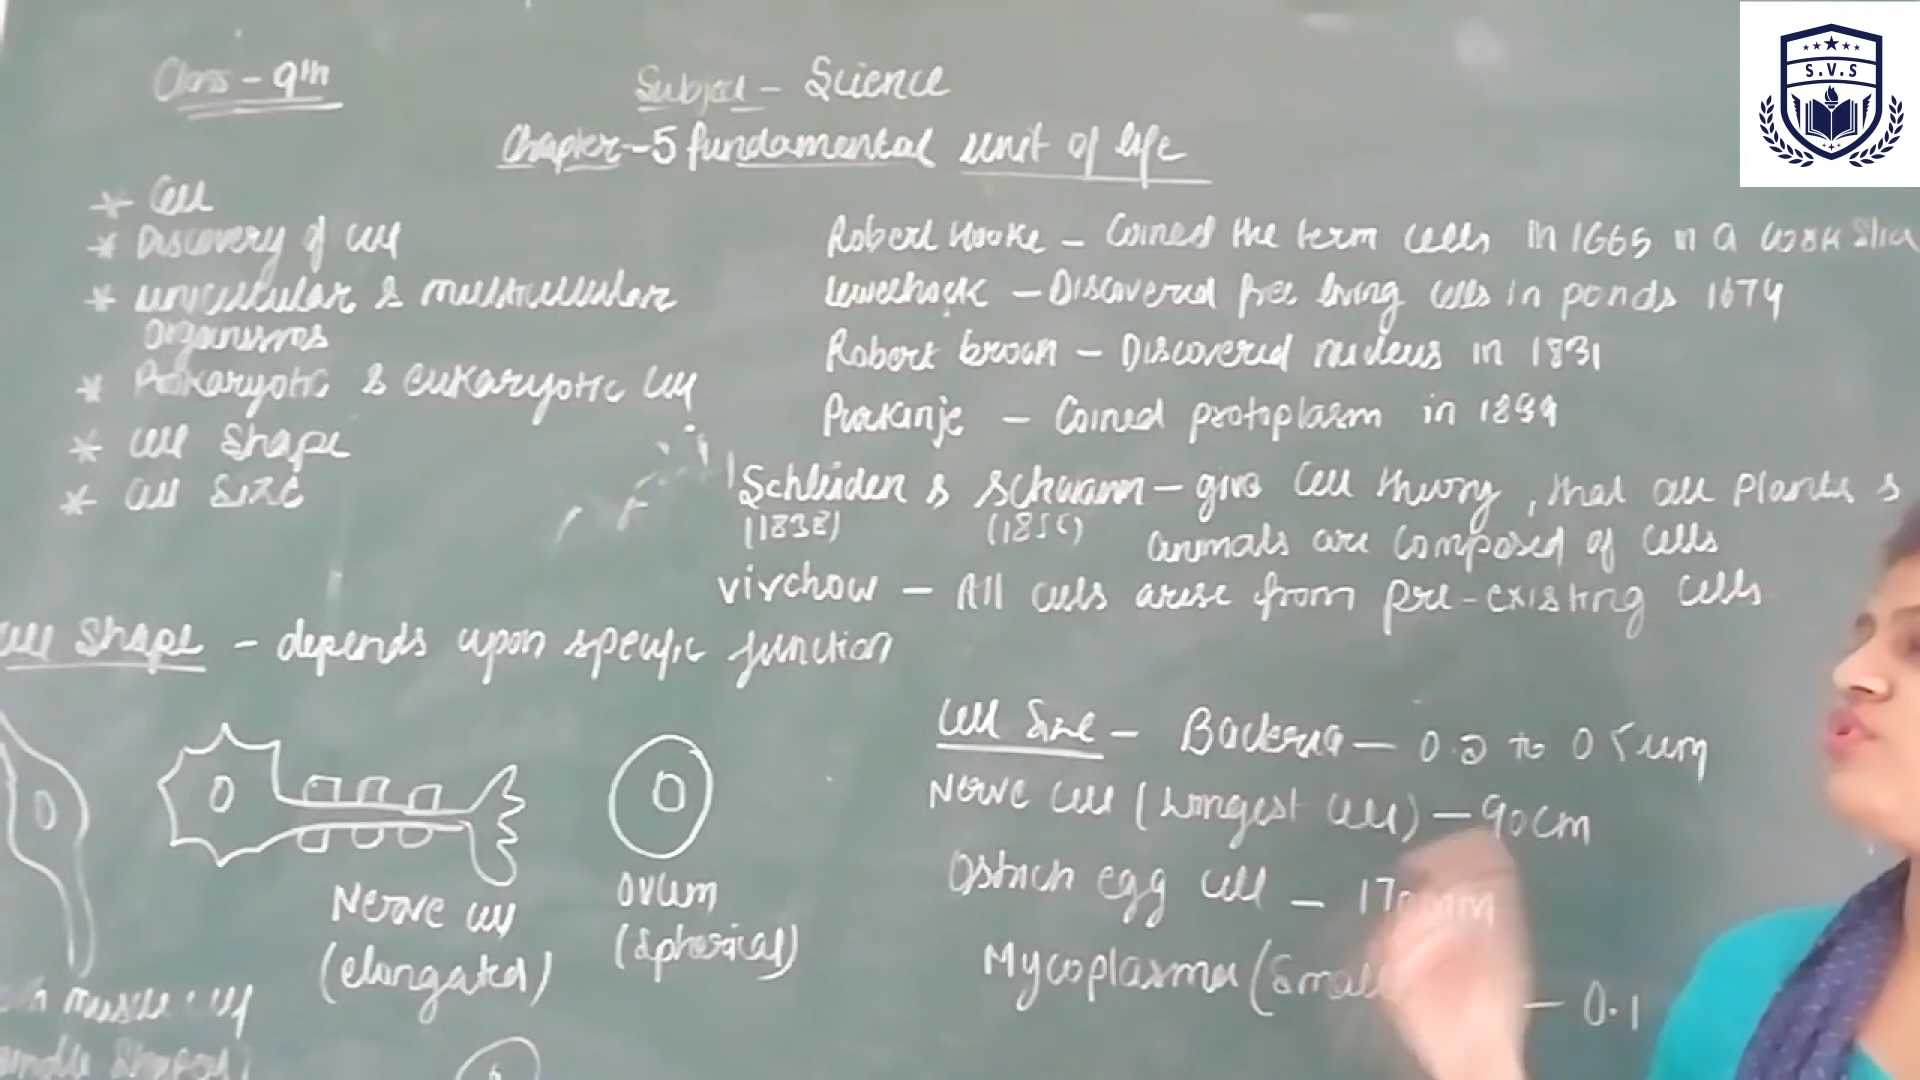 S.V.S
Class - 9th
Subject - Science
Chapter-5 fundamental unit of life
* Cell
* Discovery of cell
* unicellular & multicellular
organisms
* Prokaryotic & eukaryotic cell
* cell Shape
* cell Size
Robert Hooke - Coined the term cells in 1665 in a cork Slice
Leuwenhoek - Discovered free living cells in ponds 1674
Robert brown - Discovered nucleus in 1831
Purkinje - Coined protoplasm in 1899
Schleiden & Schwann - give Cell theory, that all plants &
(1838)
animals are composed of cells
virchow - All cells arise from pre-existing cells
cell Shape - depends upon specific function
Cell Size - Bacteria - 0.2 to 0.5 um
Nerve cell (Longest cell) - 90cm
Ostrich egg cell -
Mycoplasma - 0.1
Nerve cell
(elongated)
ovum
(spherical)
muscle cell